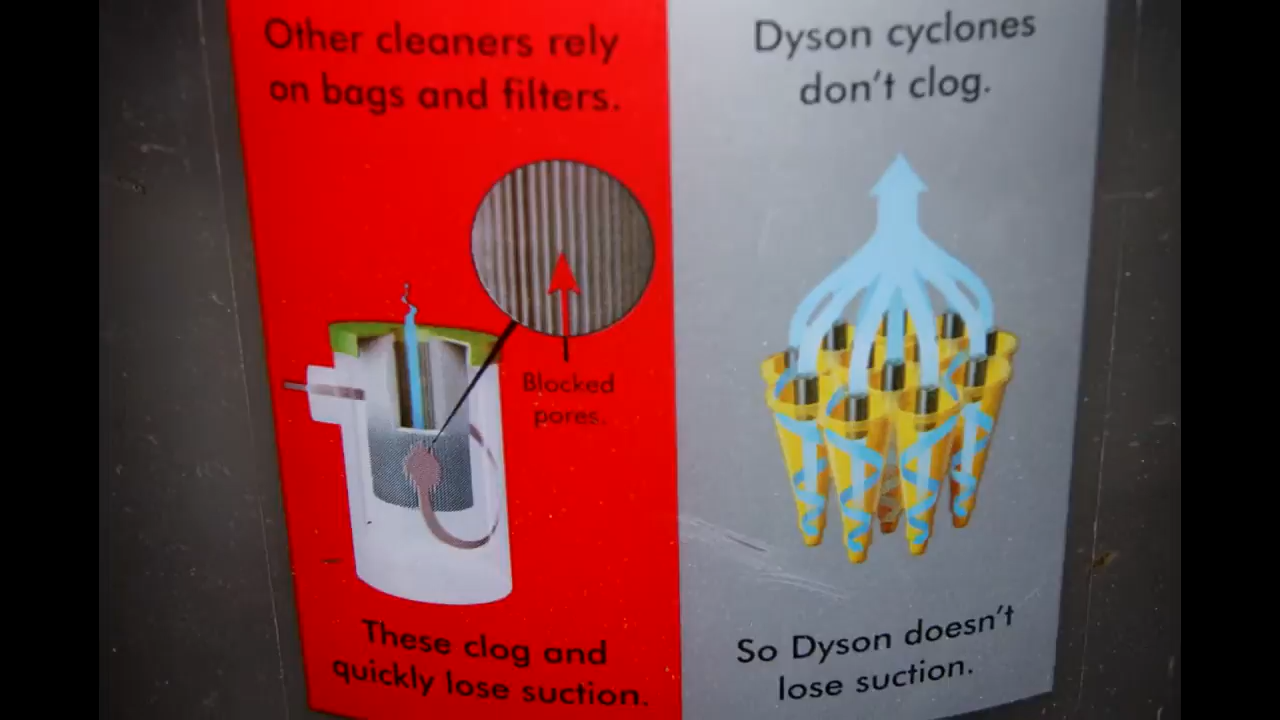 Other cleaners rely
on bags and filters.
Blocked
pores.
These clog and
quickly lose suction.
Dyson cyclones
don't clog.
So Dyson doesn't
lose suction.